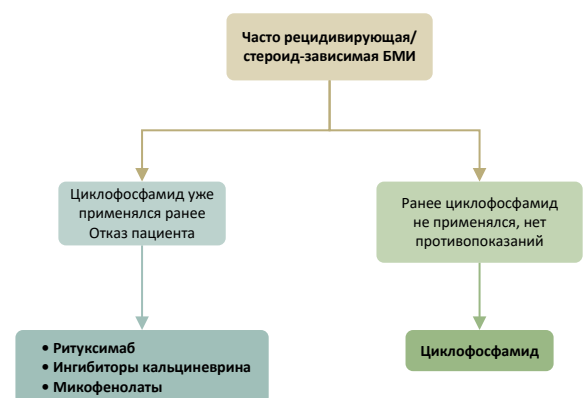 Часто рецидивирующая/
стероид-зависимая БМИ
Циклофосфамид уже
применялся ранее
Отказ пациента
Ранее циклофосфамид
не применялся, нет
противопоказаний
• Ритуксимаб
• Ингибиторы кальциневрина
• Микофенолаты
Циклофосфамид